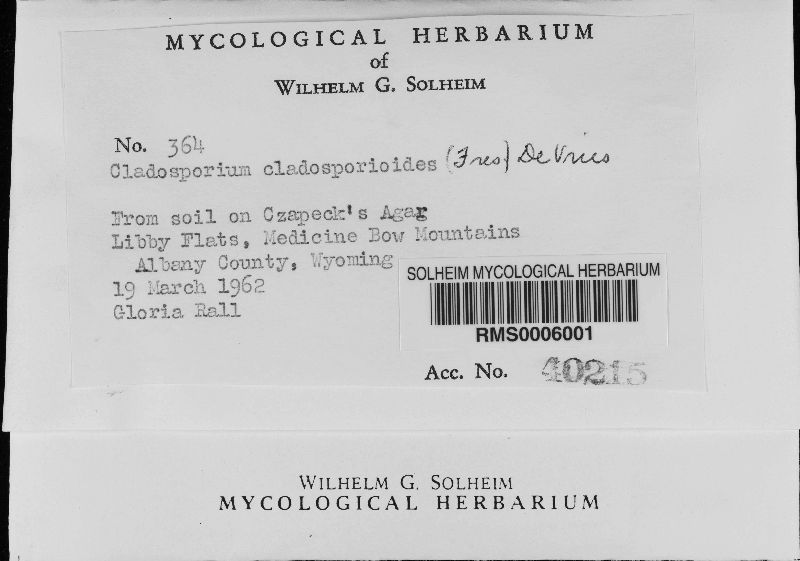 MYCOLOGICAL HERBARIUM
of
WILHELM G. SOLHEIM
No. 364
Cladosporium cladosporioides (Fres) De Vries
From soil on Czapeck's Agar
Libby Flats, Medicine Bow Mountains
Albany County, Wyoming
19 March 1962
Gloria Rall
SOLHEIM MYCOLOGICAL HERBARIUM
RMS0006001
Acc. No. 40215
WILHELM G. SOLHEIM
MYCOLOGICAL HERBARIUM